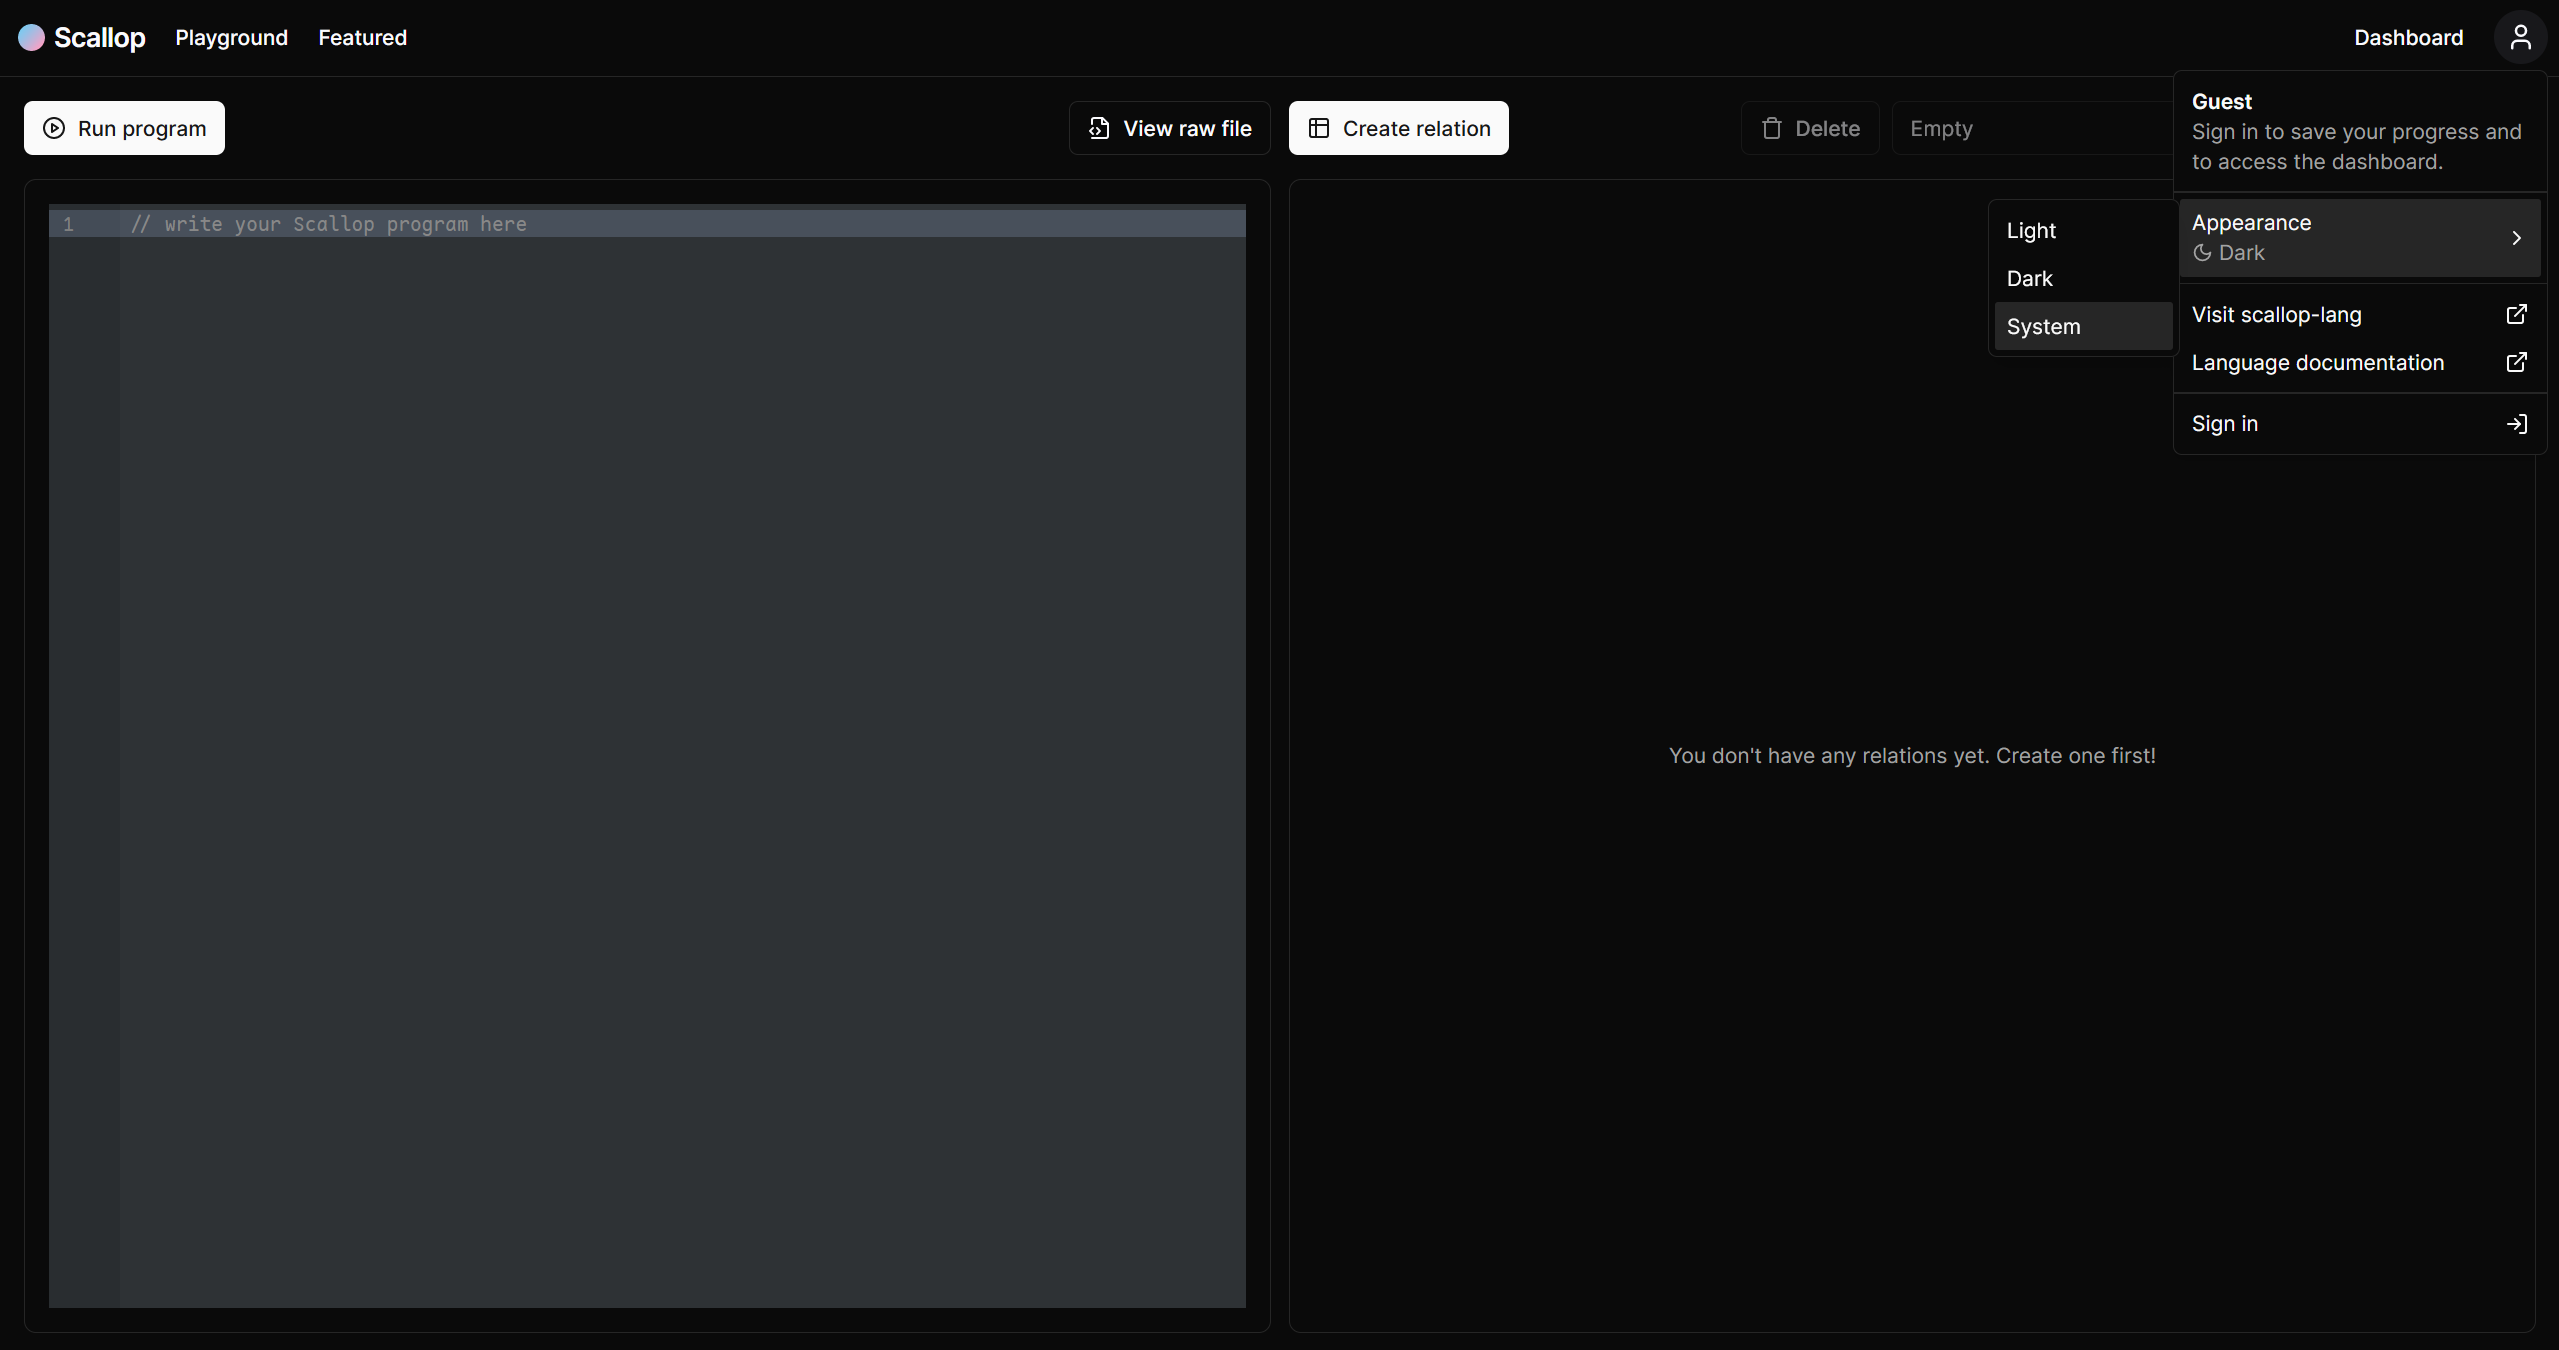 Scallop
Playground
Featured
Dashboard
Run program
View raw file
Create relation
Delete
Empty
Guest
Sign in to save your progress and
to access the dashboard.
Appearance
Dark
Light
Dark
System
Visit scallop-lang
Language documentation
Sign in
1
// write your Scallop program here
You don't have any relations yet. Create one first!